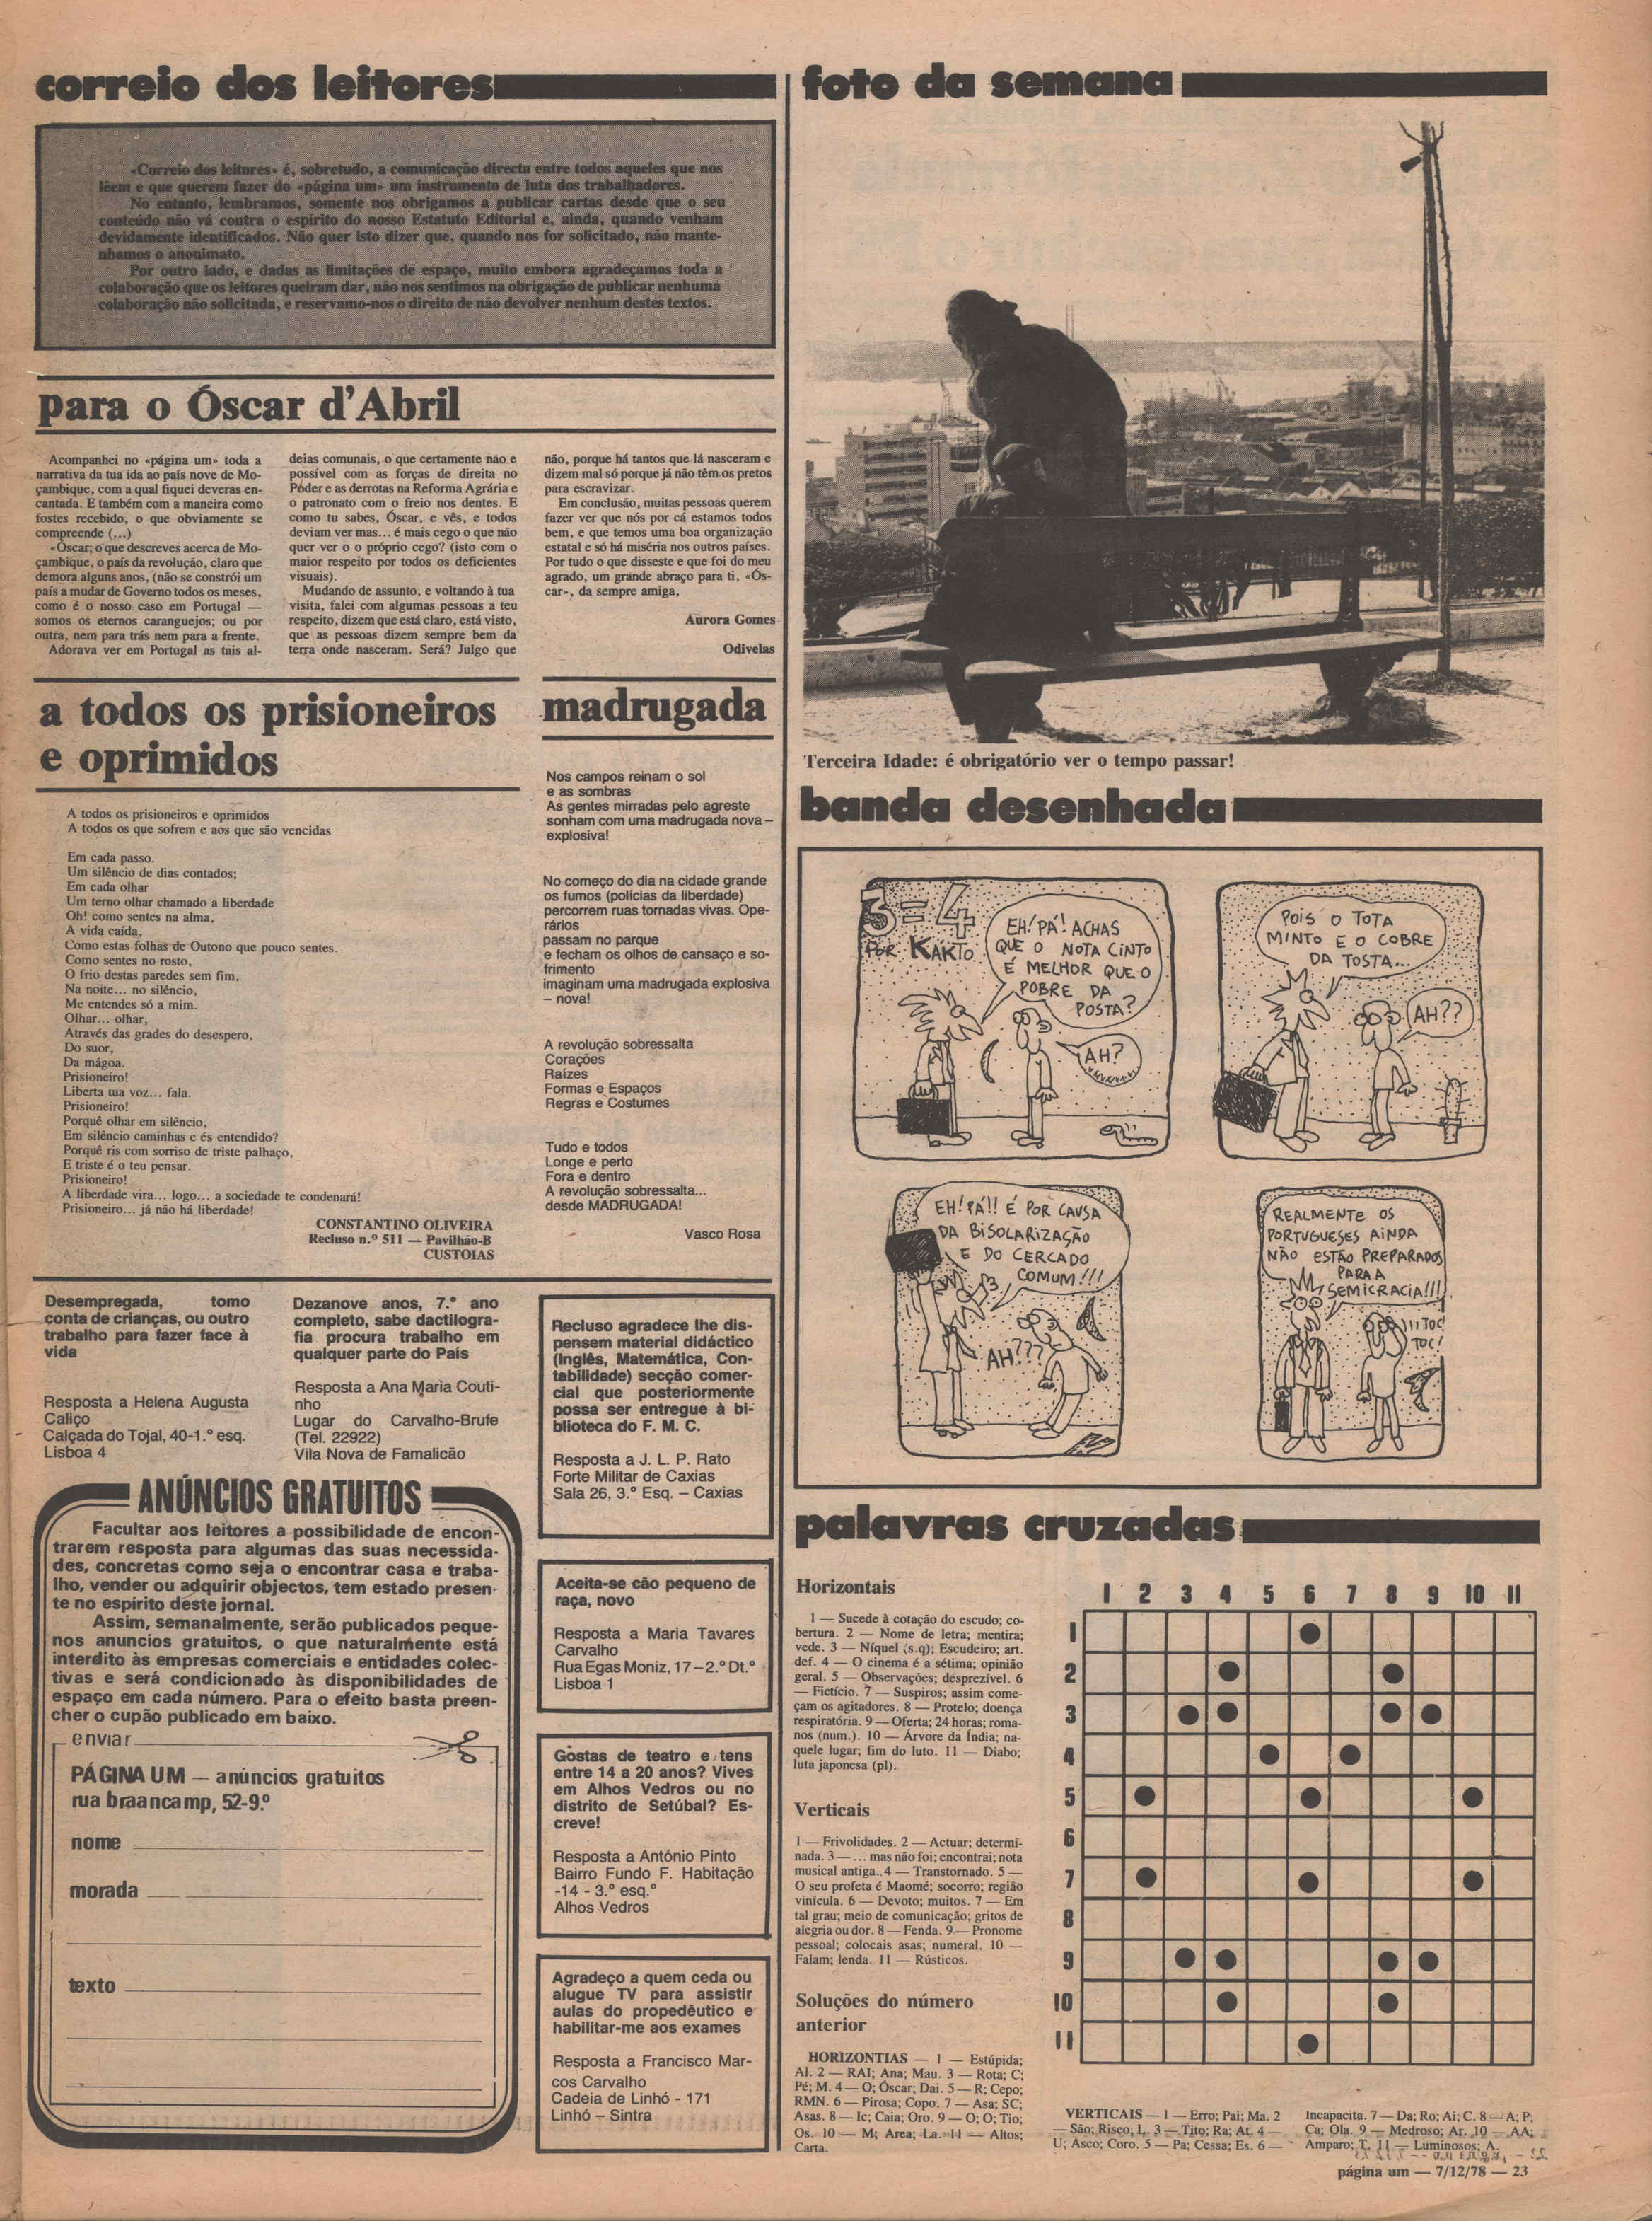 correio dos leitores
«Correio dos leitores» é, sobretudo, a comunicação directa entre todos aqueles que nos
lêem e que querem fazer do «página um» um instrumento de luta dos trabalhadores.
No entanto, lembramos, somente nos obrigamos a publicar cartas desde que o seu
conteúdo não vá contra o espírito do nosso Estatuto Editorial e, ainda, quando venham
devidamente identificados. Não quer isto dizer que, quando nos for solicitado, não mante-
nhamos o anonimato.
Por outro lado, e dadas as limitações de espaço, muito embora agradeçamos toda a
colaboração que os leitores queiram dar, não nos sentimos na obrigação de publicar nenhuma
colaboração não solicitada, e reservamo-nos o direito de não devolver nenhum destes textos.
para o Óscar d'Abril
Acompanhei no «página um» toda a
narrativa da tua ida ao país nove de Mo-
çambique, com a qual fiquei deveras en-
cantada. E também com a maneira como
fostes recebido, o que obviamente se
compreende (...)
«Óscar; o que descreves acerca de Mo-
çambique, o país da revolução, claro que
demora alguns anos, (não se constrói um
país a mudar de Governo todos os meses,
como é o nosso caso em Portugal —
somos os eternos caranguejos; ou por
outra, nem para trás nem para a frente.
Adorava ver em Portugal as tais al-
deias comunais, o que certamente não e
possível com as forças de direita no
Póder e as derrotas na Reforma Agrária e
o patronato com o freio nos dentes. E
como tu sabes, Óscar, e vês, e todos
deviam ver mas... é mais cego o que não
quer ver o o próprio cego? (isto com o
maior respeito por todos os deficientes
visuais).
Mudando de assunto, e voltando à tua
visita, falei com algumas pessoas a teu
respeito, dizem que está claro, está visto,
que as pessoas dizem sempre bem da
terra onde nasceram. Será? Julgo que
não, porque há tantos que lá nasceram e
dizem mal só porque já não têm os pretos
para escravizar.
Em conclusão, muitas pessoas querem
fazer ver que nós por cá estamos todos
bem, e que temos uma boa organização
estatal e só há miséria nos outros países.
Por tudo o que disseste e que foi do meu
agrado, um grande abraço para ti, «Ós-
car», da sempre amiga,
Aurora Gomes
Odivelas
a todos os prisioneiros
e oprimidos
A todos os prisioneiros e oprimidos
A todos os que sofrem e aos que são vencidas
Em cada passo.
Um silêncio de dias contados;
Em cada olhar
Um terno olhar chamado a liberdade
Oh! como sentes na alma,
A vida caída,
Como estas folhas de Outono que pouco sentes.
Como sentes no rosto,
O frio destas paredes sem fim,
Na noite... no silêncio,
Me entendes só a mim.
Olhar... olhar,
Através das grades do desespero,
Do suor,
Da mágoa.
Prisioneiro!
Liberta tua voz... fala.
Prisioneiro!
Porquê olhar em silêncio,
Em silêncio caminhas e és entendido?
Porquê ris com sorriso de triste palhaço,
E triste é o teu pensar.
Prisioneiro!
A liberdade vira... logo... a sociedade te condenará!
Prisioneiro... já não há liberdade!
CONSTANTINO OLIVEIRA
Recluso n.º 511 — Pavilhão-B
CUSTOIAS
madrugada
Nos campos reinam o sol
e as sombras
As gentes mirradas pelo agreste
sonham com uma madrugada nova –
explosiva!
No começo do dia na cidade grande
os fumos (polícias da liberdade)
percorrem ruas tornadas vivas. Ope-
rários
passam no parque
e fecham os olhos de cansaço e so-
frimento
imaginam uma madrugada explosiva
– nova!
A revolução sobressalta
Corações
Raízes
Formas e Espaços
Regras e Costumes
Tudo e todos
Longe e perto
Fora e dentro
A revolução sobressalta...
desde MADRUGADA!
Vasco Rosa
Desempregada, tomo
conta de crianças, ou outro
trabalho para fazer face à
vida
Resposta a Helena Augusta
Caliço
Calçada do Tojal, 40-1.º esq.
Lisboa 4
Dezanove anos, 7.º ano
completo, sabe dactilogra-
fia procura trabalho em
qualquer parte do País
Resposta a Ana Maria Couti-
nho
Lugar do Carvalho-Brufe
(Tel. 22922)
Vila Nova de Famalicão
ANÚNCIOS GRATUITOS
Facultar aos leitores a possibilidade de encon-
trarem resposta para algumas das suas necessida-
des, concretas como seja o encontrar casa e traba-
lho, vender ou adquirir objectos, tem estado presen-
te no espírito deste jornal.
Assim, semanalmente, serão publicados peque-
nos anuncios gratuitos, o que naturalmente está
interdito às empresas comerciais e entidades colec-
tivas e será condicionado às disponibilidades de
espaço em cada número. Para o efeito basta preen-
cher o cupão publicado em baixo.
enviar
PÁGINA UM — anúncios gratuitos
rua braancamp, 52-9.º
nome
morada
texto
Recluso agradece lhe dis-
pensem material didáctico
(Inglês, Matemática, Con-
tabilidade) secção comer-
cial que posteriormente
possa ser entregue à bi-
blioteca do F. M. C.
Resposta a J. L. P. Rato
Forte Militar de Caxias
Sala 26, 3.º Esq. – Caxias
Aceita-se cão pequeno de
raça, novo
Resposta a Maria Tavares
Carvalho
Rua Egas Moniz, 17 – 2.º Dt.º
Lisboa 1
Gostas de teatro e tens
entre 14 a 20 anos? Vives
em Alhos Vedros ou no
distrito de Setúbal? Es-
creve!
Resposta a António Pinto
Bairro Fundo F. Habitação
-14 - 3.º esq.º
Alhos Vedros
Agradeço a quem ceda ou
alugue TV para assistir
aulas do propedêutico e
habilitar-me aos exames
Resposta a Francisco Mar-
cos Carvalho
Cadeia de Linhó - 171
Linhó – Sintra
foto da semana
Terceira Idade: é obrigatório ver o tempo passar!
banda desenhada
3=4
POR KAKTO
EH! PÁ! ACHAS
QUE O NOTA CINTO
É MELHOR QUE O
POBRE DA
POSTA?
AH?
POIS O TOTA
MINTO E O COBRE
DA TOSTA...
AH??
EH! PÁ!! É POR CAUSA
DA BISOLARIZAÇÃO
E DO CERCADO
COMUM!!!
AH???
REALMENTE OS
PORTUGUESES AINDA
NÃO ESTÃO PREPARADOS
PARA A
SEMICRACIA!!!
TOC!
TOC!
palavras cruzadas
Horizontais
1 — Sucede à cotação do escudo; co-
bertura. 2 — Nome de letra; mentira;
vede. 3 — Níquel (s.q); Escudeiro; art.
def. 4 — O cinema é a sétima; opinião
geral. 5 — Observações; desprezível. 6
— Fictício. 7 — Suspiros; assim come-
çam os agitadores. 8 — Protelo; doença
respiratória. 9 — Oferta; 24 horas; roma-
nos (num.). 10 — Árvore da Índia; na-
quele lugar; fim do luto. 11 — Diabo;
luta japonesa (pl).
Verticais
1 — Frivolidades. 2 — Actuar; determi-
nada. 3 — ... mas não foi; encontrai; nota
musical antiga. 4 — Transtornado. 5 —
O seu profeta é Maomé; socorro; região
vinícula. 6 — Devoto; muitos. 7 — Em
tal grau; meio de comunicação; gritos de
alegria ou dor. 8 — Fenda. 9 — Pronome
pessoal; colocais asas; numeral. 10 —
Falam; lenda. 11 — Rústicos.
Soluções do número
anterior
HORIZONTIAS — 1 — Estúpida;
Al. 2 — RAI; Ana; Mau. 3 — Rota; C;
Pé; M. 4 — O; Óscar; Dai. 5 — R; Cepo;
RMN. 6 — Pirosa; Copo. 7 — Asa; SC;
Asas. 8 — Ic; Caia; Oro. 9 — O; O; Tio;
Os. 10 — M; Area; La. 11 — Altos;
Carta.
1 2 3 4 5 6 7 8 9 10 11
1
2
3
4
5
6
7
8
9
10
11
VERTICAIS — 1 — Erro; Pai; Ma. 2
— São; Risco; L. 3 — Tito; Ra; At. 4 —
U; Asco; Coro. 5 — Pa; Cessa; Es. 6 —
Incapacita. 7 — Da; Ro; Ai; C. 8 — A; P;
Ca; Ola. 9 — Medroso; Ar. 10 — AA;
Amparo; T. 11 — Luminosos; A.
página um — 7/12/78 — 23